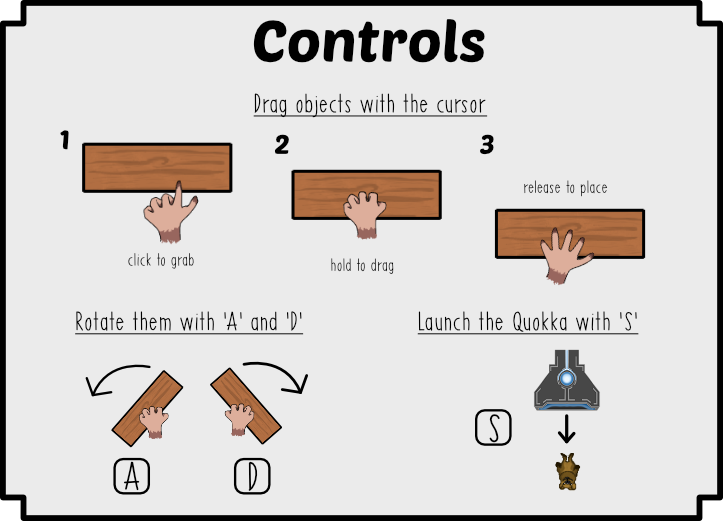 Controls
Drag objects with the cursor
1
2
3
click to grab
hold to drag
release to place
Rotate them with 'A' and 'D'
Launch the Quokka with 'S'
A
D
S